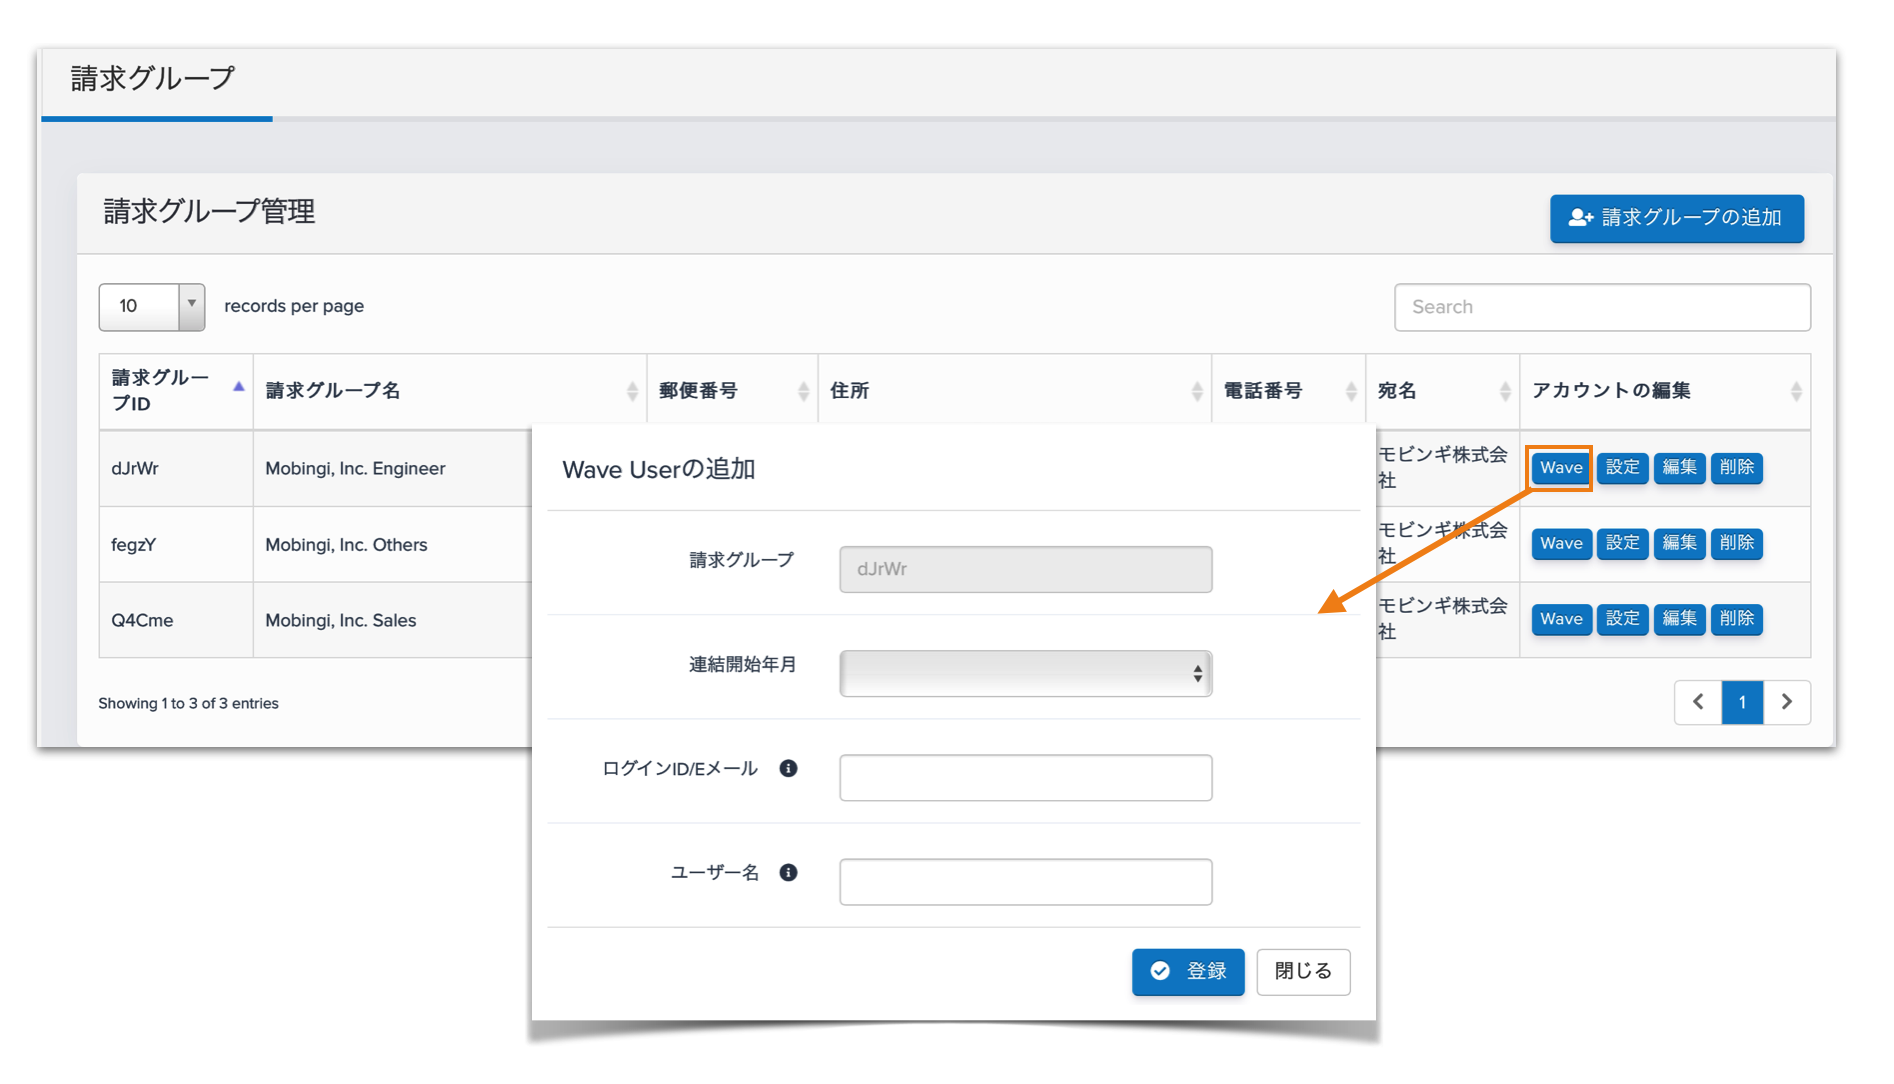 請求グループ
請求グループ管理
請求グループの追加
10
records per page
Search
請求グルー
プID
請求グループ名
郵便番号
住所
電話番号
宛名
アカウントの編集
dJrWr
Mobingi, Inc. Engineer
モビンギ株式会
社
Wave
設定
編集
削除
fegzY
Mobingi, Inc. Others
モビンギ株式会
社
Wave
設定
編集
削除
Q4Cme
Mobingi, Inc. Sales
モビンギ株式会
社
Wave
設定
編集
削除
Showing 1 to 3 of 3 entries
1
Wave Userの追加
請求グループ
dJrWr
連結開始年月
ログインID/Eメール
ユーザー名
登録
閉じる